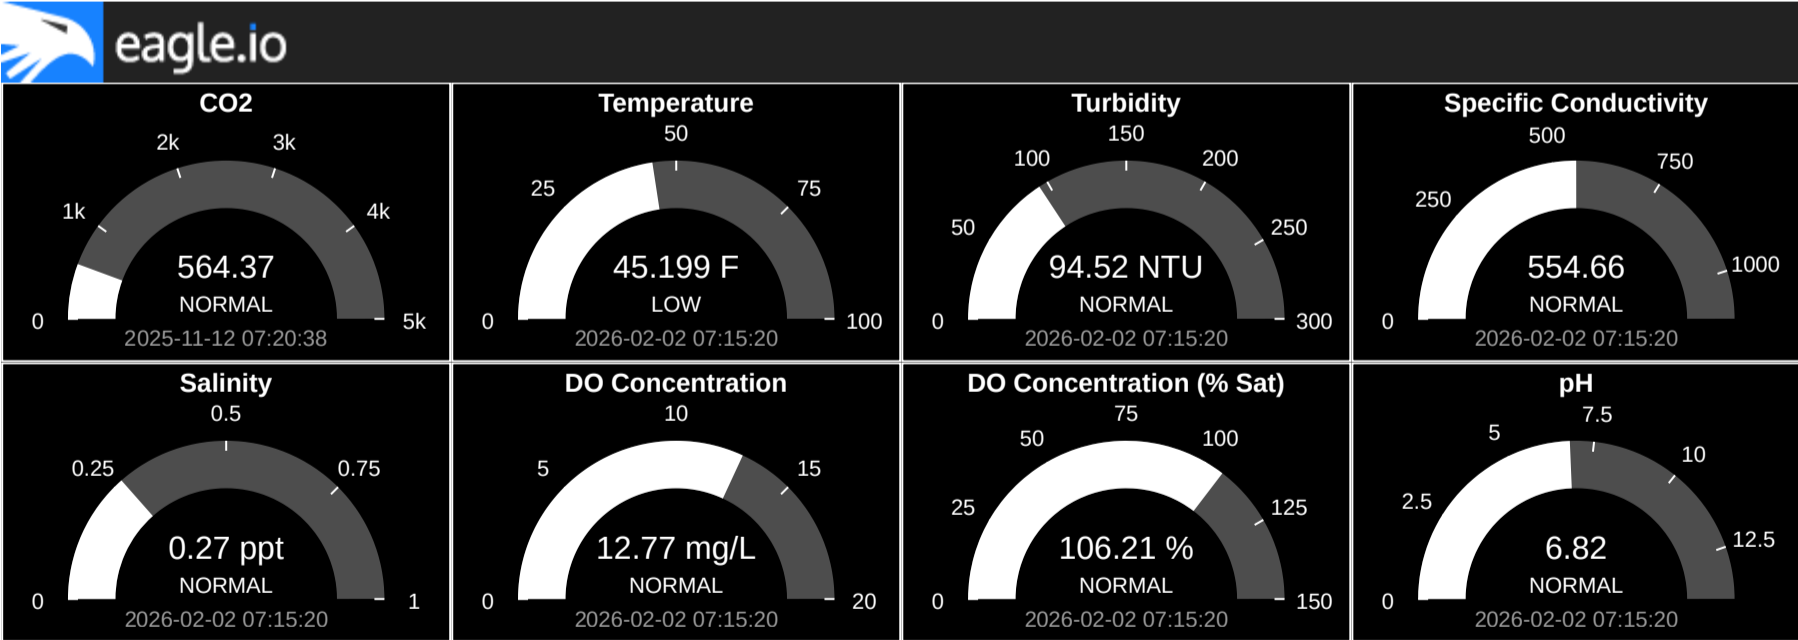 eagle.io
CO2
0
1k
2k
3k
4k
5k
564.37
NORMAL
2025-11-12 07:20:38
Temperature
0
25
50
75
100
45.199 F
LOW
2026-02-02 07:15:20
Turbidity
0
50
100
150
200
250
300
94.52 NTU
NORMAL
2026-02-02 07:15:20
Specific Conductivity
0
250
500
750
1000
554.66
NORMAL
2026-02-02 07:15:20
Salinity
0
0.25
0.5
0.75
1
0.27 ppt
NORMAL
2026-02-02 07:15:20
DO Concentration
0
5
10
15
20
12.77 mg/L
NORMAL
2026-02-02 07:15:20
DO Concentration (% Sat)
0
25
50
75
100
125
150
106.21 %
NORMAL
2026-02-02 07:15:20
pH
0
2.5
5
7.5
10
12.5
6.82
NORMAL
2026-02-02 07:15:20